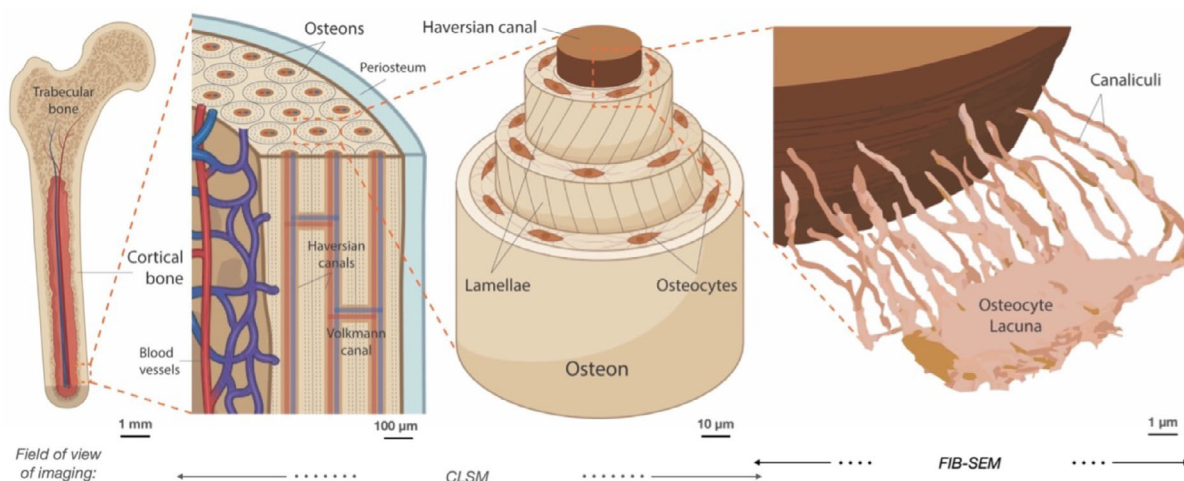 Trabecular
bone
Cortical
bone
Blood
vessels
1 mm
Osteons
Periosteum
Haversian
canals
Volkmann
canal
100 µm
Haversian canal
Lamellae
Osteocytes
Osteon
10 µm
Canaliculi
Osteocyte
Lacuna
1 µm
Field of view
of imaging:
CLSM
FIB-SEM